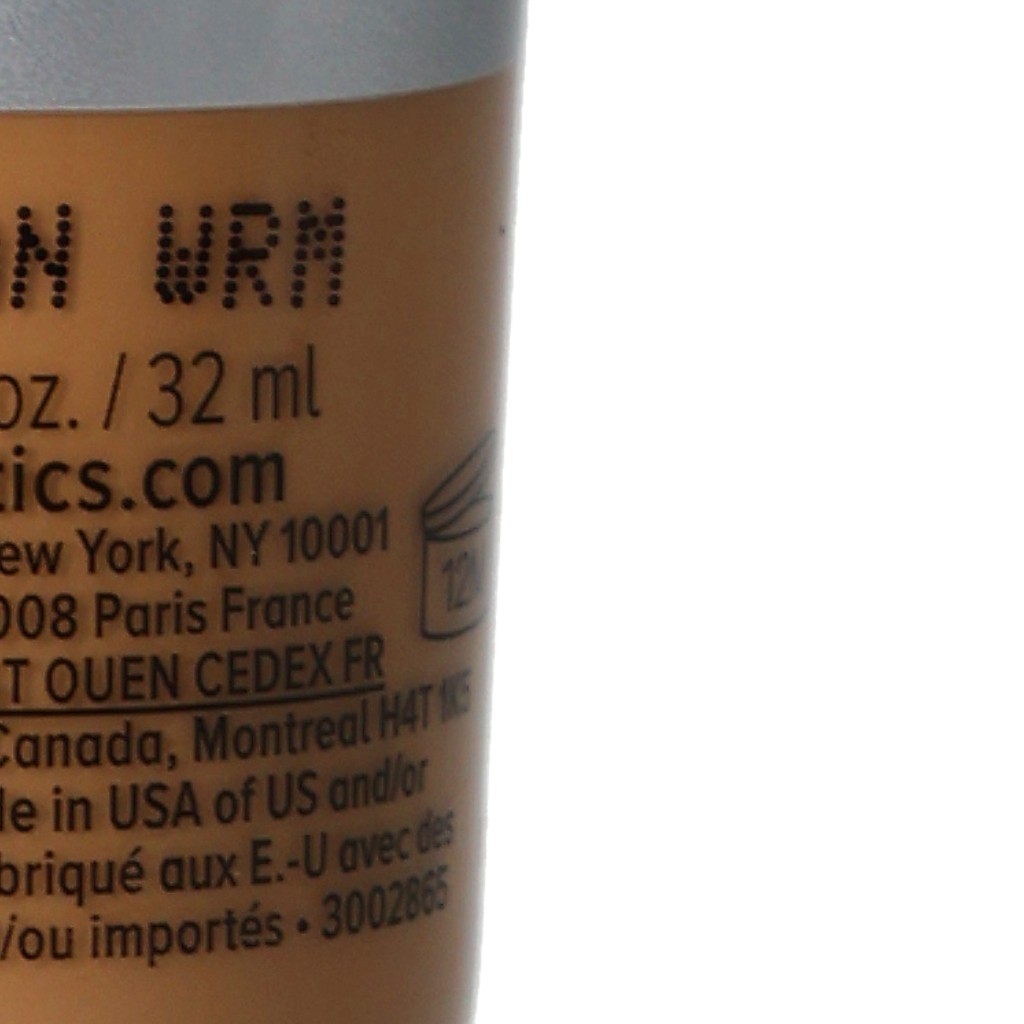 N WRM
oz. / 32 ml
tics.com
ew York, NY 10001
008 Paris France
T OUEN CEDEX FR
Canada, Montreal H4T 1K5
le in USA of US and/or
briqué aux E.-U avec des
/ou importés • 3002865